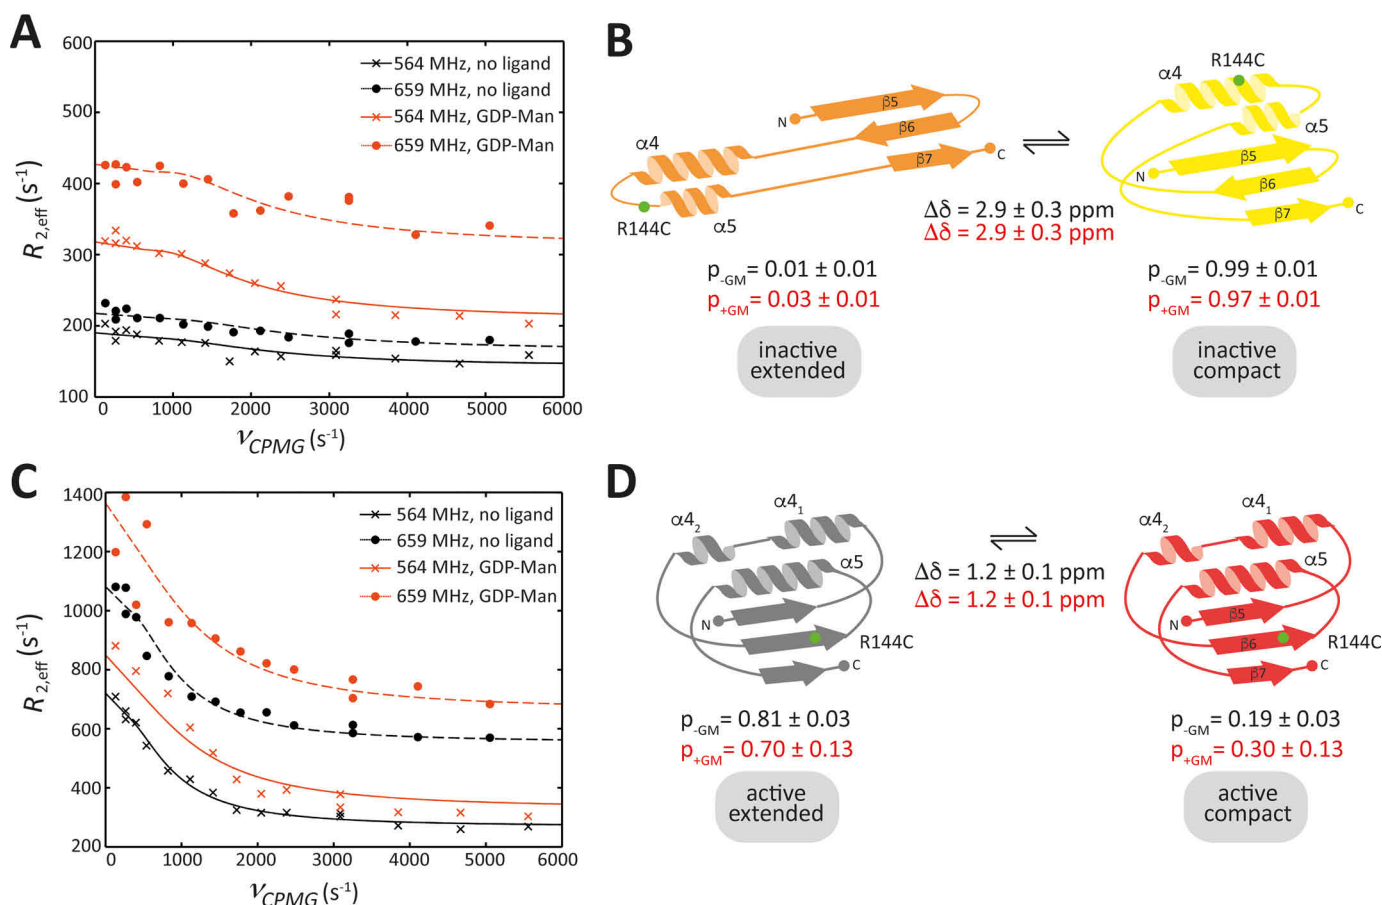 A
600
500
400
300
200
100
R2,eff (s-1)
0
1000
2000
3000
4000
5000
6000
νCPMG (s-1)
564 MHz, no ligand
659 MHz, no ligand
564 MHz, GDP-Man
659 MHz, GDP-Man
B
α4
R144C
α5
N
β5
β6
β7
C
Δδ = 2.9 ± 0.3 ppm
Δδ = 2.9 ± 0.3 ppm
R144C
α4
α5
β5
N
β6
β7
C
p-GM = 0.01 ± 0.01
p+GM = 0.03 ± 0.01
inactive
extended
p-GM = 0.99 ± 0.01
p+GM = 0.97 ± 0.01
inactive
compact
C
1400
1200
1000
800
600
400
200
R2,eff (s-1)
0
1000
2000
3000
4000
5000
6000
νCPMG (s-1)
564 MHz, no ligand
659 MHz, no ligand
564 MHz, GDP-Man
659 MHz, GDP-Man
D
α42
α41
α5
N
R144C
C
Δδ = 1.2 ± 0.1 ppm
Δδ = 1.2 ± 0.1 ppm
α42
α41
α5
N
β5
β6
R144C
β7
C
p-GM = 0.81 ± 0.03
p+GM = 0.70 ± 0.13
active
extended
p-GM = 0.19 ± 0.03
p+GM = 0.30 ± 0.13
active
compact